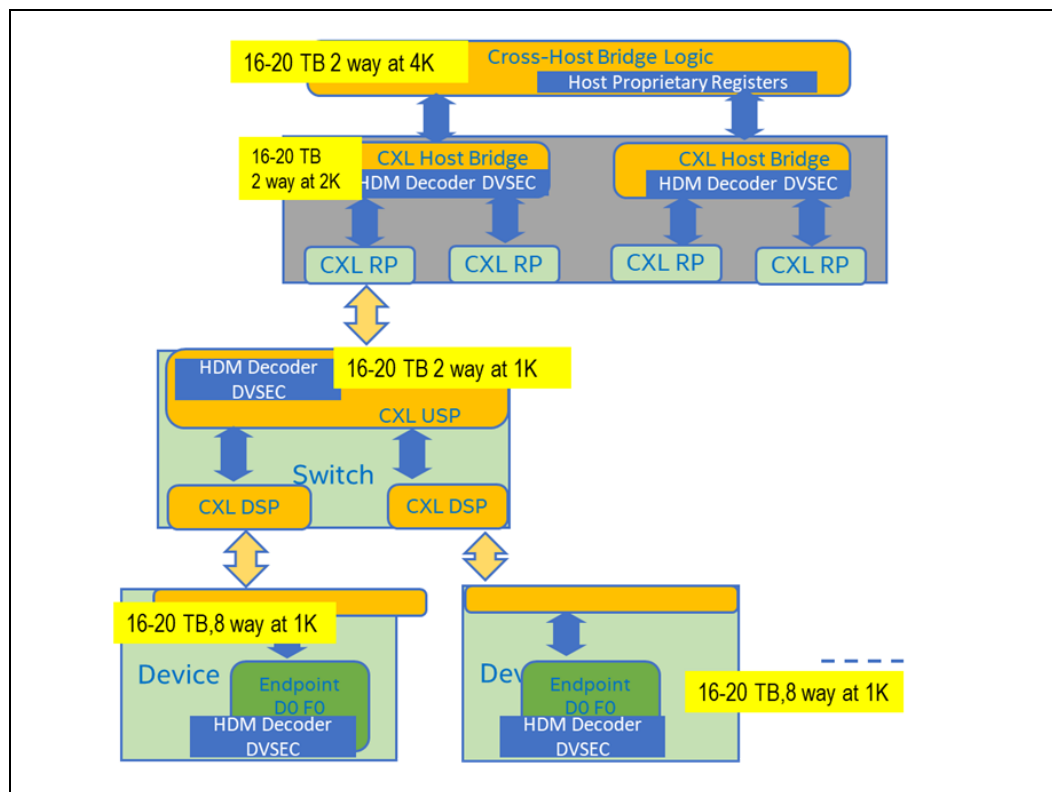 16-20 TB 2 way at 4K
Cross-Host Bridge Logic
Host Proprietary Registers
16-20 TB
2 way at 2K
CXL Host Bridge
HDM Decoder DVSEC
CXL Host Bridge
HDM Decoder DVSEC
CXL RP
CXL RP
CXL RP
CXL RP
HDM Decoder
DVSEC
16-20 TB 2 way at 1K
CXL USP
Switch
CXL DSP
CXL DSP
16-20 TB,8 way at 1K
Device
Endpoint
D0 F0
HDM Decoder
DVSEC
Endpoint
D0 F0
HDM Decoder
DVSEC
16-20 TB,8 way at 1K